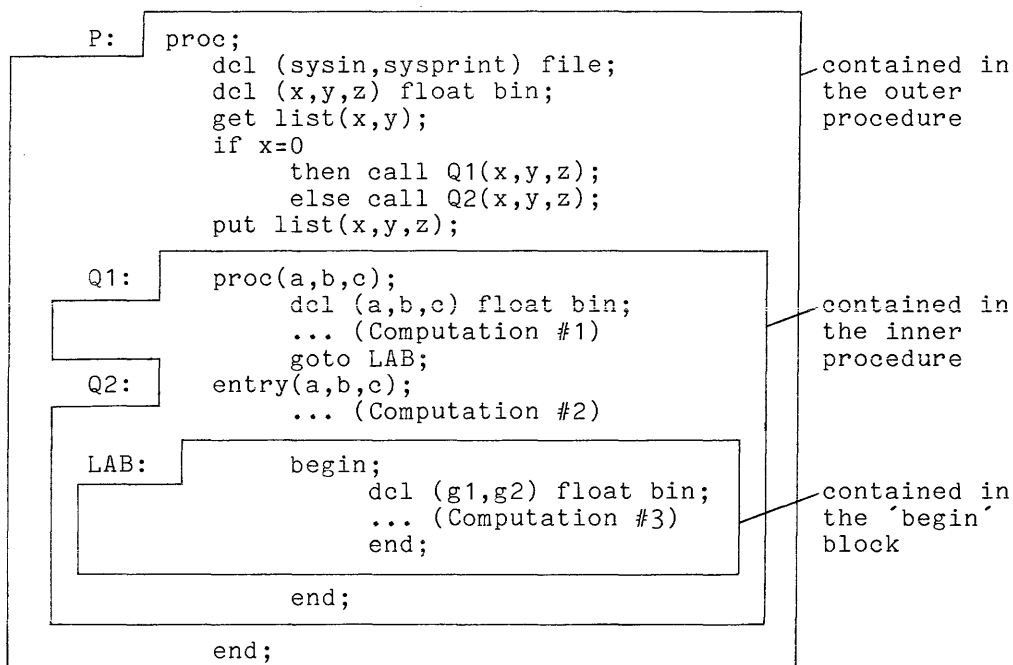 P: proc;
dcl (sysin,sysprint) file;
dcl (x,y,z) float bin;
get list(x,y);
if x=0
then call Q1(x,y,z);
else call Q2(x,y,z);
put list(x,y,z);
contained in
the outer
procedure
Q1: proc(a,b,c);
dcl (a,b,c) float bin;
... (Computation #1)
goto LAB;
Q2: entry(a,b,c);
... (Computation #2)
contained in
the inner
procedure
LAB: begin;
dcl (g1,g2) float bin;
... (Computation #3)
end;
contained in
the ´begin´
block
end;
end;